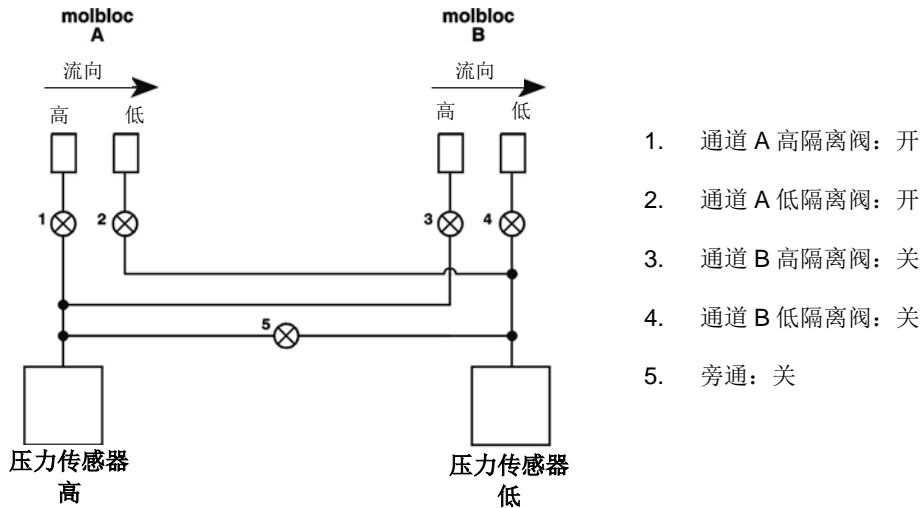 molbloc
A
molbloc
B
流向
流向
高
低
高
低
1
2
3
4
5
压力传感器
高
压力传感器
低
1. 通道 A 高隔离阀：开
2. 通道 A 低隔离阀：开
3. 通道 B 高隔离阀：关
4. 通道 B 低隔离阀：关
5. 旁通：关